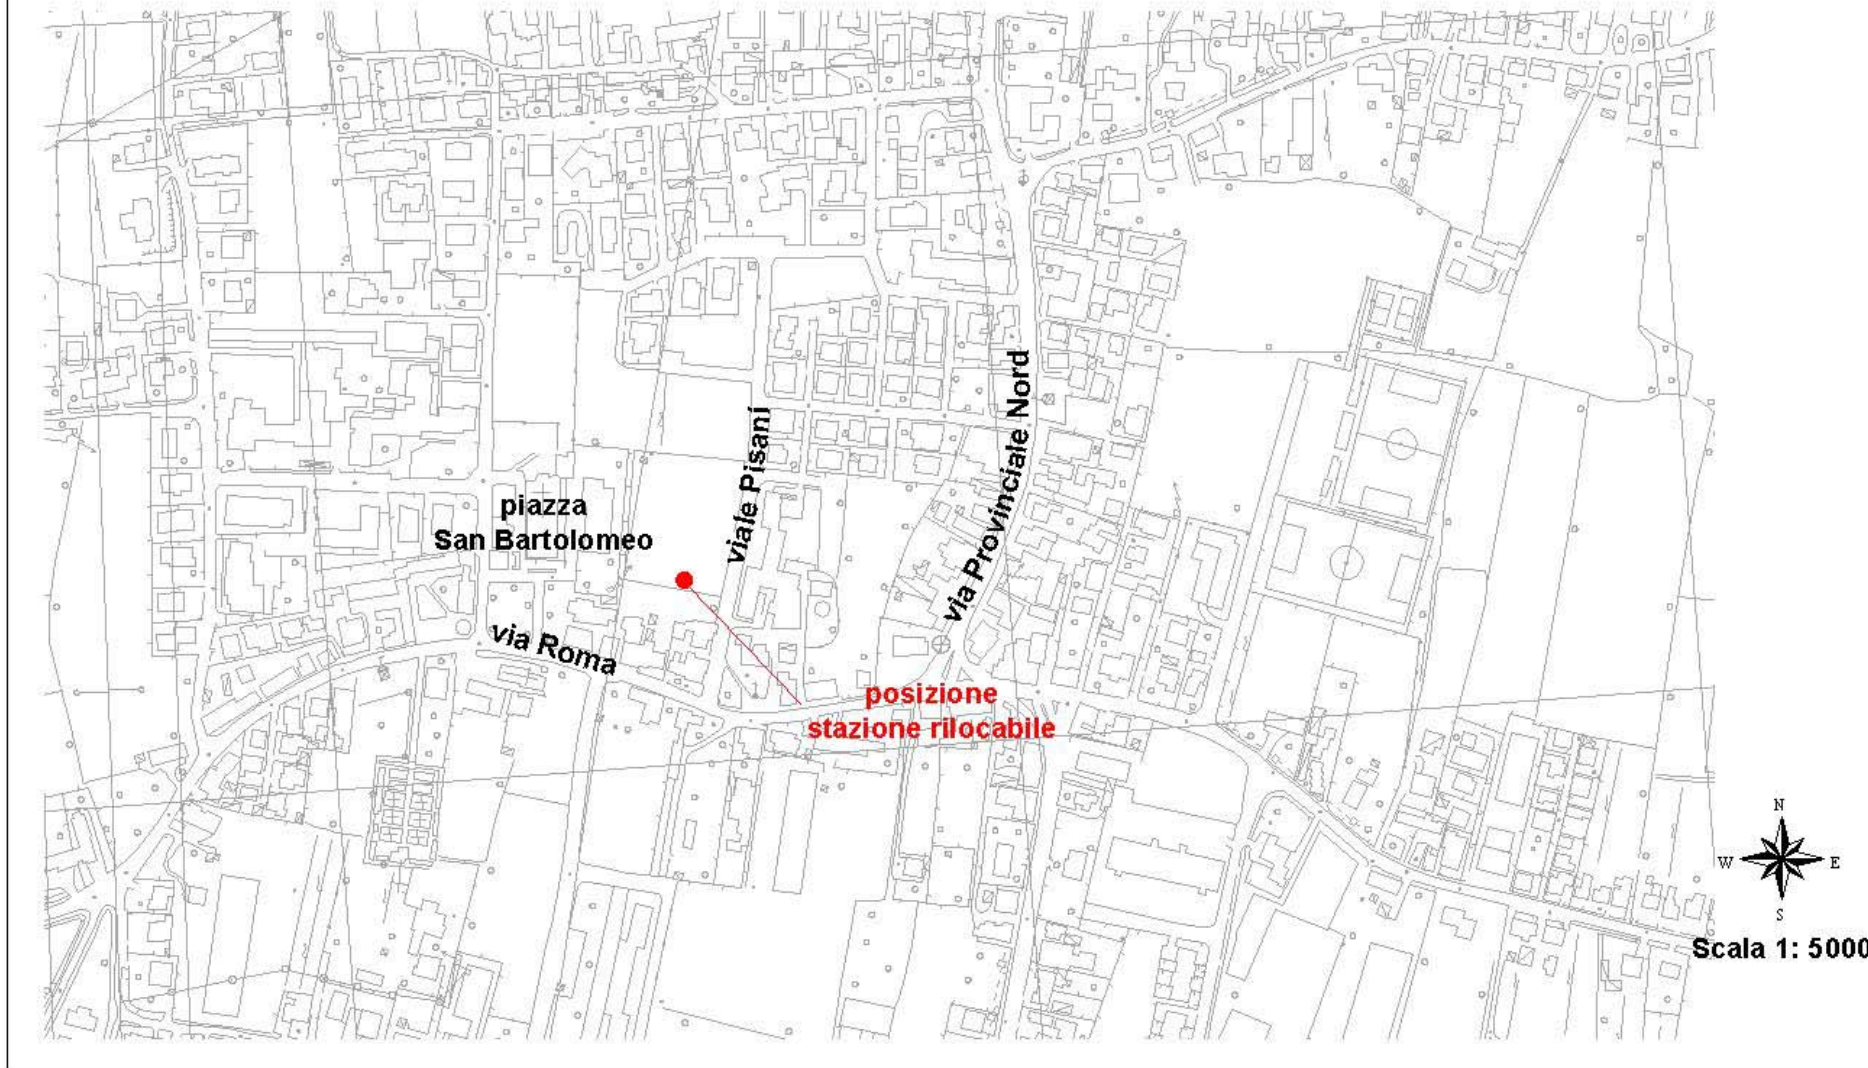 viale Pisani
via Provinciale Nord
piazza
San Bartolomeo
via Roma
posizione
stazione rilocabile
N
W
E
S
Scala 1: 5000